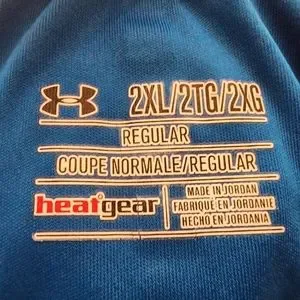 2XL/2TG/2XG
REGULAR
COUPE NORMALE/REGULAR
heatgear
MADE IN JORDAN
FABRIQUÉ EN JORDANIE
HECHO EN JORDANIA